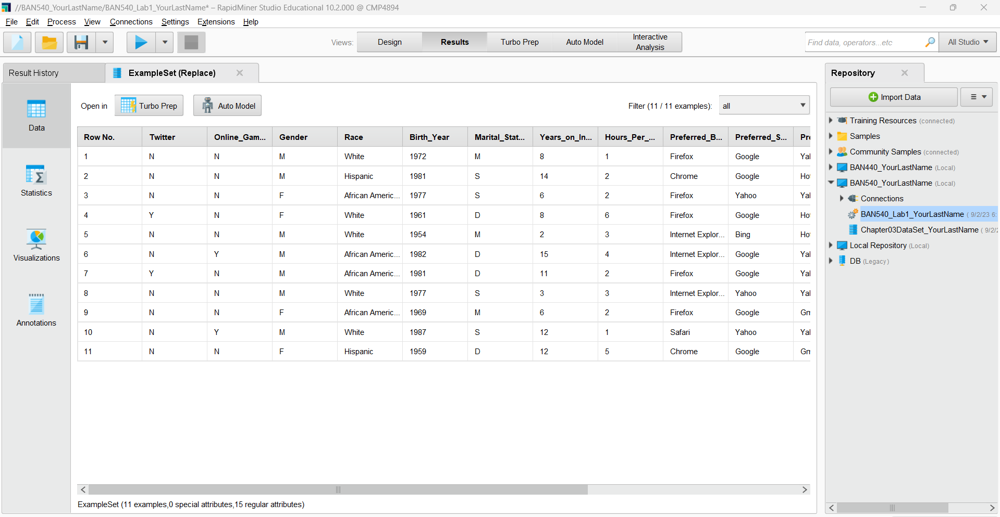 //BAN540_YourLastName/BAN540_Lab1_YourLastName* – RapidMiner Studio Educational 10.2.000 @ CMP4894
File Edit Process View Connections Settings Extensions Help
Views: Design Results Turbo Prep Auto Model Interactive Analysis
Find data, operators...etc All Studio
Result History ExampleSet (Replace)
Open in Turbo Prep Auto Model Filter (11 / 11 examples): all
Data
Statistics
Visualizations
Annotations
Row No. Twitter Online_Gam... Gender Race Birth_Year Marital_Stat... Years_on_In... Hours_Per_... Preferred_B... Preferred_S... Pre
1 N N M White 1972 M 8 1 Firefox Google Yal
2 N N M Hispanic 1981 S 14 2 Chrome Google Ho
3 N N F African Americ... 1977 S 6 2 Firefox Yahoo Yal
4 Y N F White 1961 D 8 6 Firefox Google Ho
5 N N M White 1954 M 2 3 Internet Explor... Bing Ho
6 N Y M African Americ... 1982 D 15 4 Internet Explor... Google Yal
7 Y N M African Americ... 1981 D 11 2 Firefox Google Yal
8 N N M White 1977 S 3 3 Internet Explor... Yahoo Yal
9 N N F African Americ... 1969 M 6 2 Firefox Google Gm
10 N Y M White 1987 S 12 1 Safari Yahoo Yal
11 N N F Hispanic 1959 D 12 5 Chrome Google Gm
ExampleSet (11 examples,0 special attributes,15 regular attributes)
Repository
Import Data
Training Resources (connected)
Samples
Community Samples (connected)
BAN440_YourLastName (Local)
BAN540_YourLastName (Local)
Connections
BAN540_Lab1_YourLastName ( 9/2/23 6:
Chapter03DataSet_YourLastName ( 9/2/2
Local Repository (Local)
DB (Legacy)